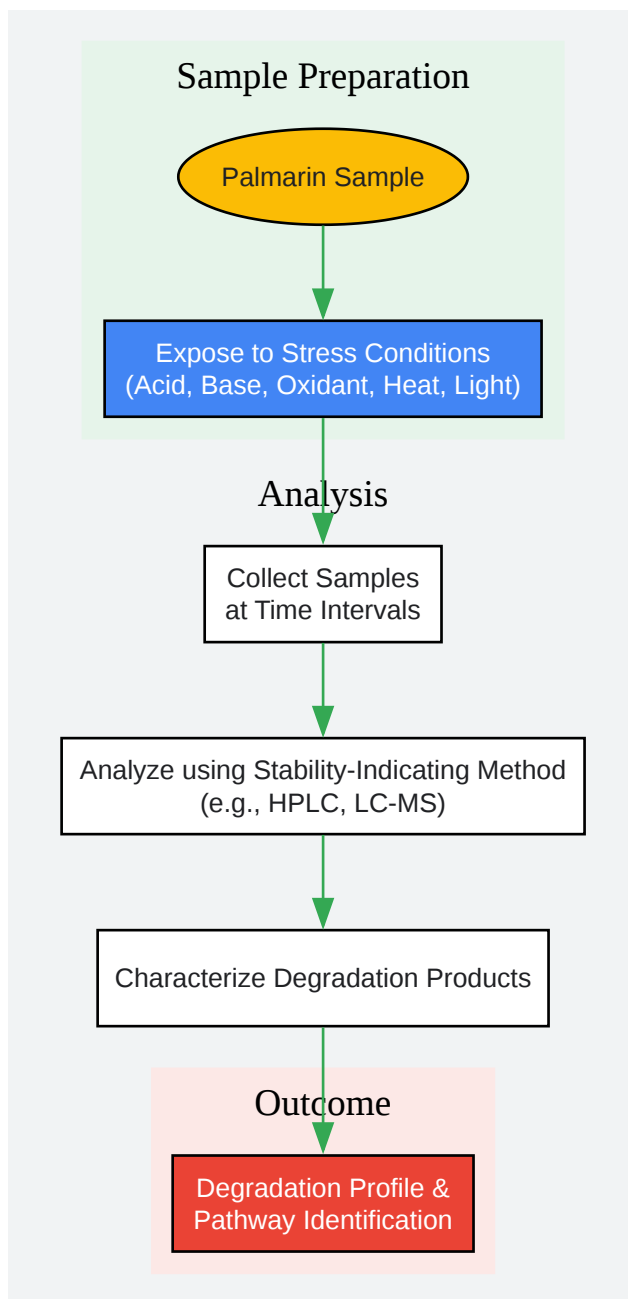 Sample Preparation
Palmarin Sample
Expose to Stress Conditions
(Acid, Base, Oxidant, Heat, Light)
Analysis
Collect Samples
at Time Intervals
Analyze using Stability-Indicating Method
(e.g., HPLC, LC-MS)
Characterize Degradation Products
Outcome
Degradation Profile &
Pathway Identification